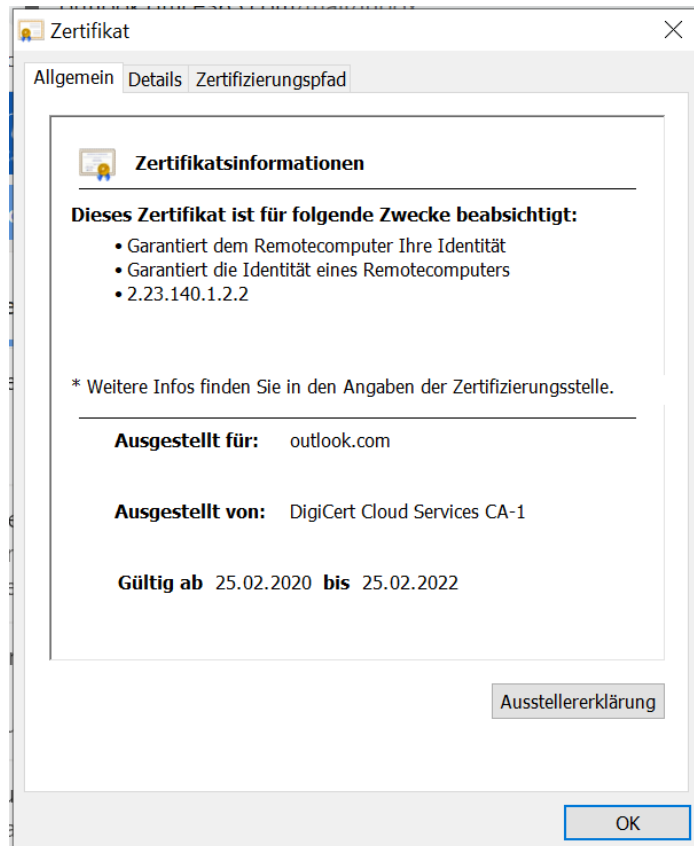 Zertifikat
Allgemein Details Zertifizierungspfad
Zertifikatsinformationen
Dieses Zertifikat ist für folgende Zwecke beabsichtigt:
• Garantiert dem Remotecomputer Ihre Identität
• Garantiert die Identität eines Remotecomputers
• 2.23.140.1.2.2
* Weitere Infos finden Sie in den Angaben der Zertifizierungsstelle.
Ausgestellt für: outlook.com
Ausgestellt von: DigiCert Cloud Services CA-1
Gültig ab 25.02.2020 bis 25.02.2022
Ausstellererklärung
OK